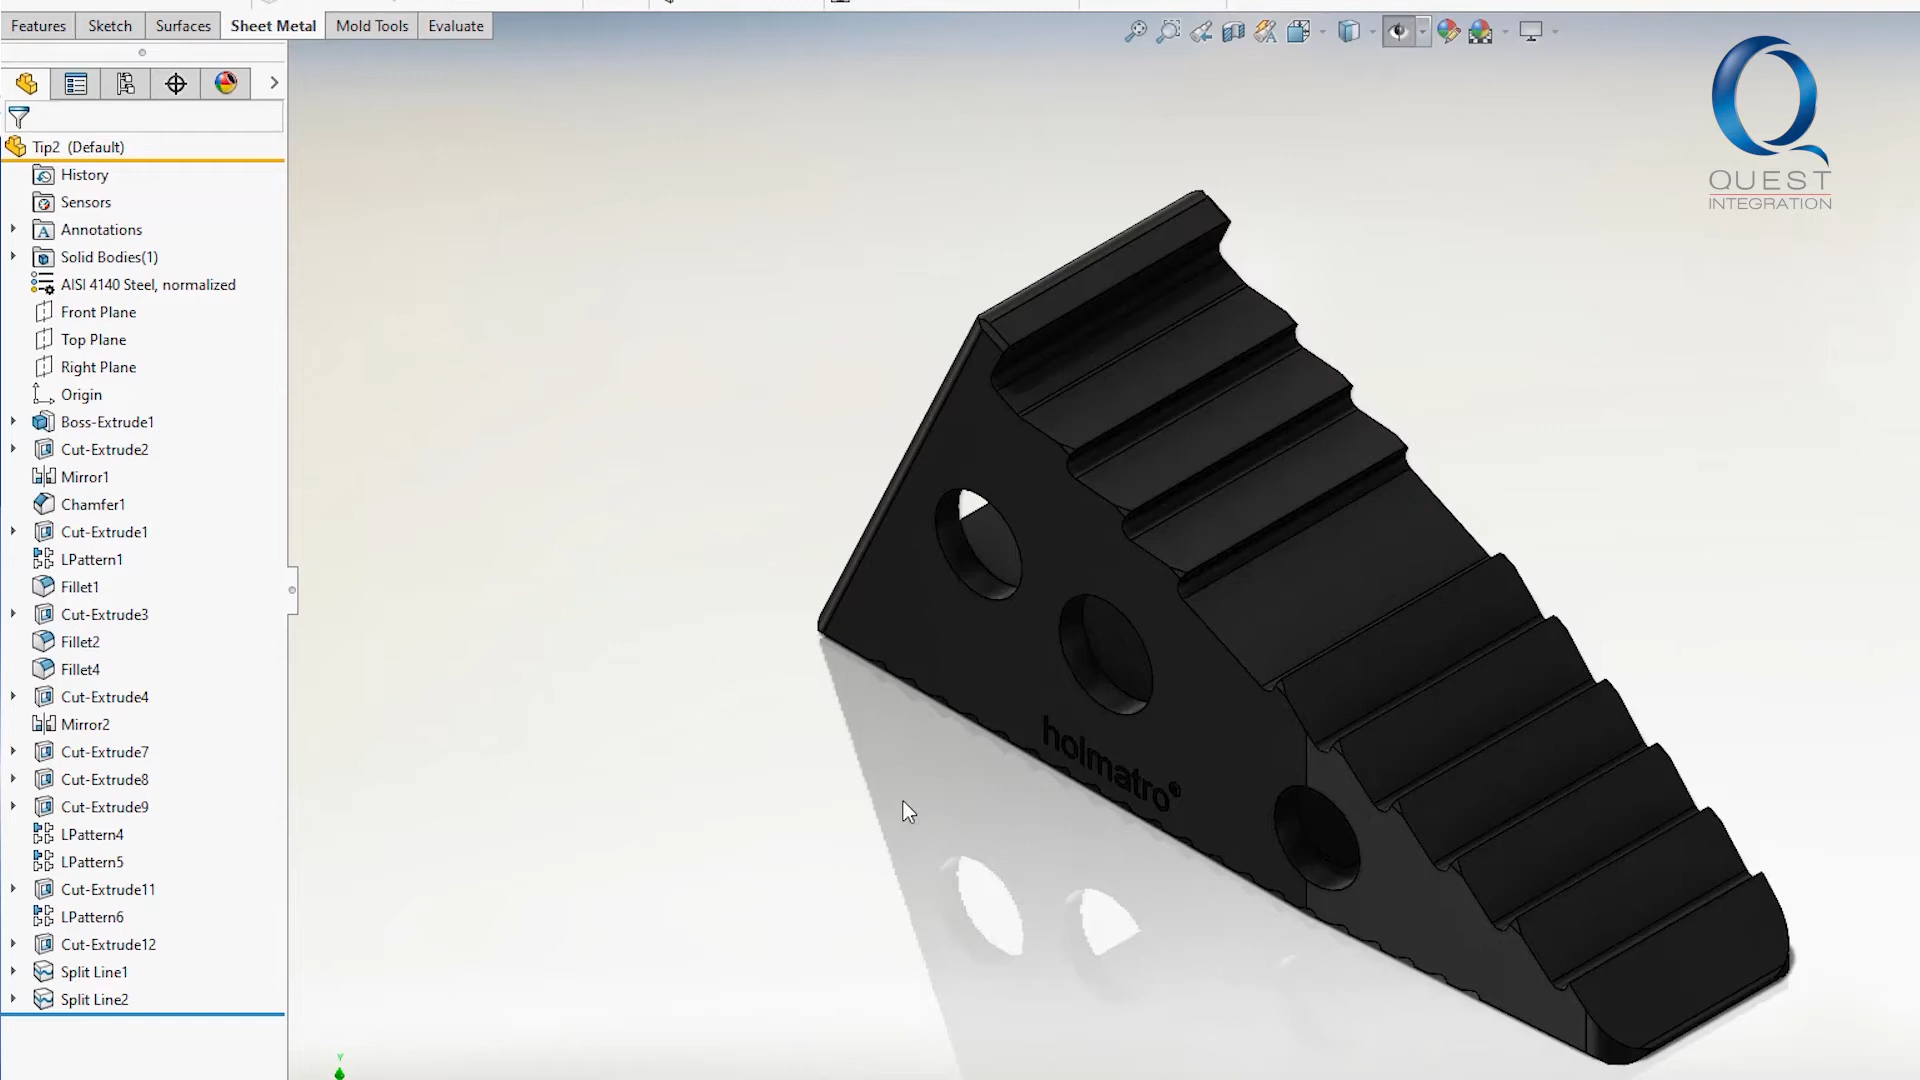 Features Sketch Surfaces Sheet Metal Mold Tools Evaluate
Tip2 (Default)
History
Sensors
Annotations
Solid Bodies(1)
AISI 4140 Steel, normalized
Front Plane
Top Plane
Right Plane
Origin
Boss-Extrude1
Cut-Extrude2
Mirror1
Chamfer1
Cut-Extrude1
LPattern1
Fillet1
Cut-Extrude3
Fillet2
Fillet4
Cut-Extrude4
Mirror2
Cut-Extrude7
Cut-Extrude8
Cut-Extrude9
LPattern4
LPattern5
Cut-Extrude11
LPattern6
Cut-Extrude12
Split Line1
Split Line2
Y
holmatro®
QUEST
INTEGRATION